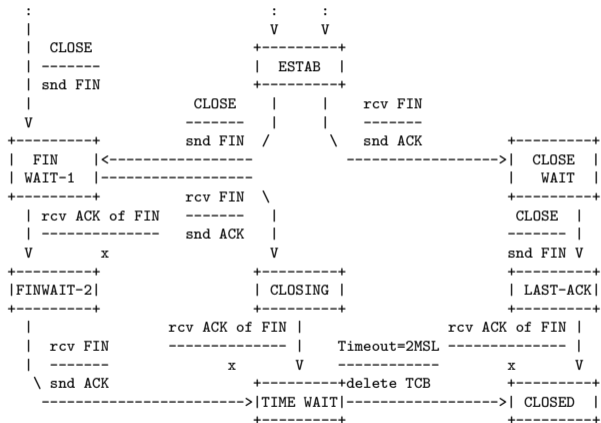 :                             :     :
|                             V     V
|  CLOSE                    +---------+
| -------                   |  ESTAB  |
| snd FIN                   +---------+
|                    CLOSE   |     |   rcv FIN
V                   -------  |     |   -------
+---------+         snd FIN /       \  snd ACK         +---------+
|  FIN    |<-----------------           ------------------>|  CLOSE  |
| WAIT-1  |------------------                              |   WAIT  |
+---------+          rcv FIN  \                            +---------+
| rcv ACK of FIN   -------   |                            CLOSE  |
| --------------   snd ACK   |                           ------- |
V        x                   V                           snd FIN V
+---------+                  +---------+                 +---------+
|FINWAIT-2|                  | CLOSING |                 | LAST-ACK|
+---------+                  +---------+                 +---------+
|                rcv ACK of FIN |                 rcv ACK of FIN |
|  rcv FIN       -------------- |    Timeout=2MSL -------------- |
|  -------              x       V    ------------        x       V
\ snd ACK                 +---------+delete TCB         +---------+
------------------------>|TIME WAIT|------------------>| CLOSED  |
+---------+                   +---------+